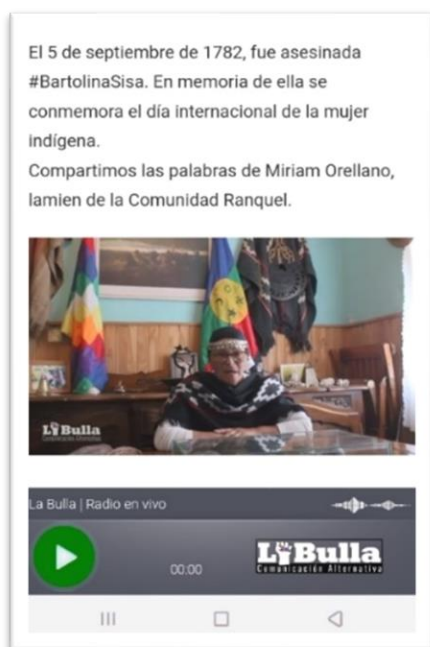 El 5 de septiembre de 1782, fue asesinada
#BartolinaSisa. En memoria de ella se
conmemora el día internacional de la mujer
indígena.
Compartimos las palabras de Miriam Orellano,
lamien de la Comunidad Ranquel.
La Bulla
Comunicación Alternativa
La Bulla | Radio en vivo
00:00
La Bulla
Comunicación Alternativa